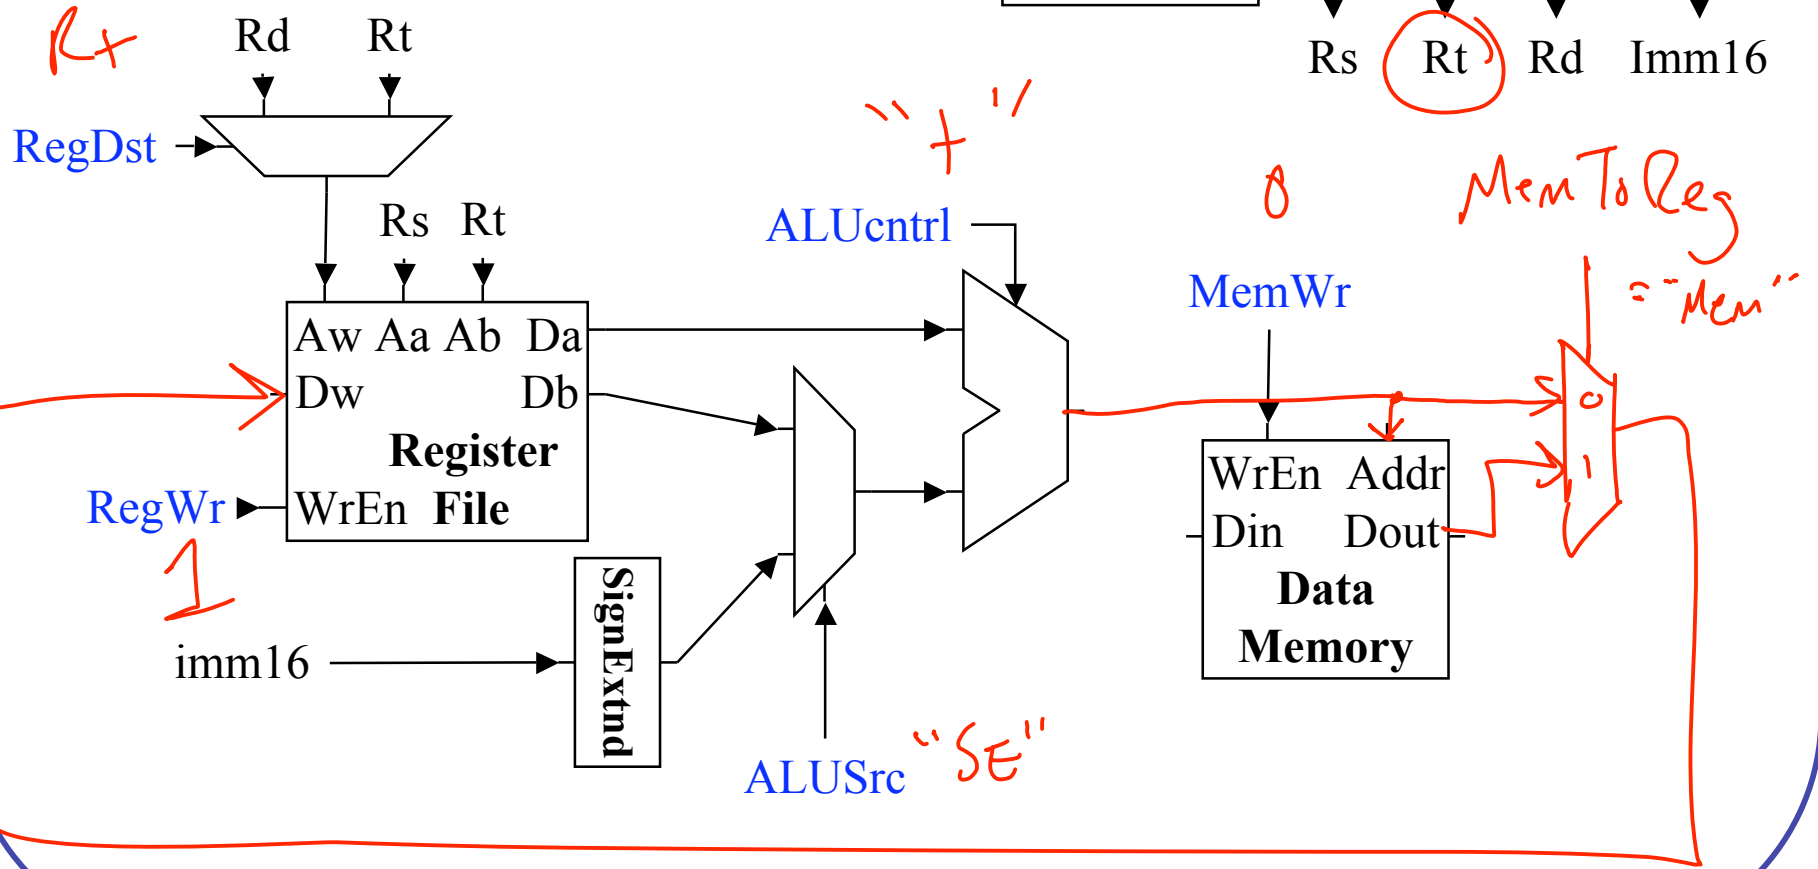 Rt
Rd Rt
Rs Rt Rd Imm16
RegDst
"+"
0
MemToReg
= "Mem"
Rs Rt
ALUcntrl
MemWr
Aw Aa Ab Da
Dw Db
Register
File
RegWr
WrEn
1
0
1
WrEn Addr
Din Dout
Data
Memory
SignExtnd
imm16
ALUSrc
"SE"